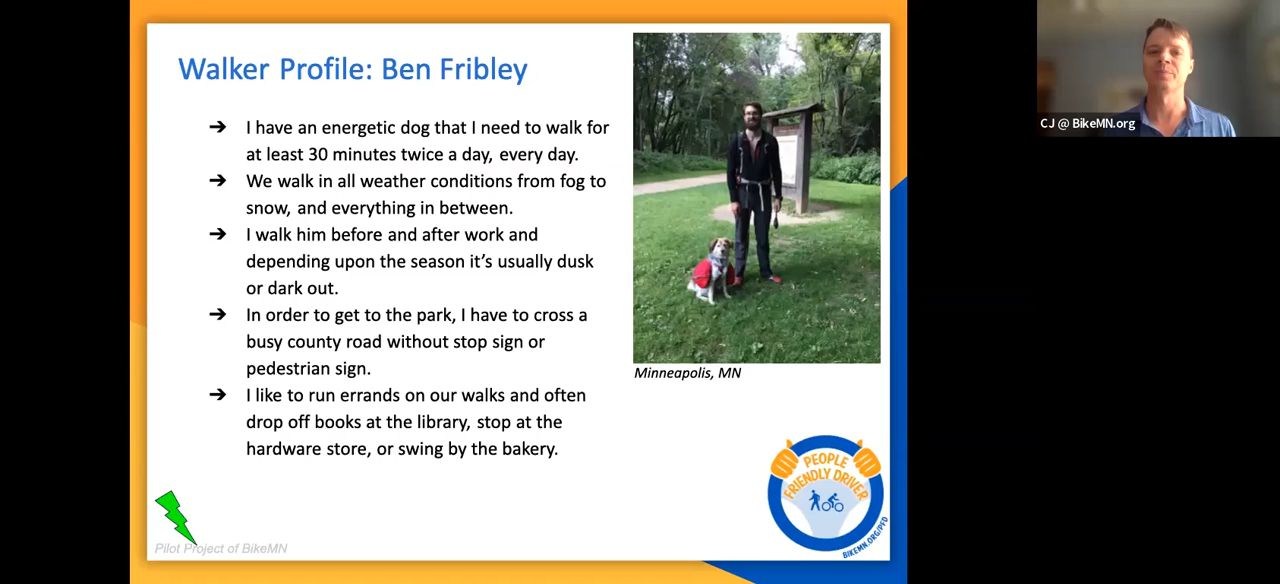 Walker Profile: Ben Fribley
➔ I have an energetic dog that I need to walk for
at least 30 minutes twice a day, every day.
➔ We walk in all weather conditions from fog to
snow, and everything in between.
➔ I walk him before and after work and
depending upon the season it’s usually dusk
or dark out.
➔ In order to get to the park, I have to cross a
busy county road without stop sign or
pedestrian sign.
➔ I like to run errands on our walks and often
drop off books at the library, stop at the
hardware store, or swing by the bakery.
Minneapolis, MN
PEOPLE
FRIENDLY DRIVER
BIKEMN.ORG/PFD
Pilot Project of BikeMN
CJ @ BikeMN.org